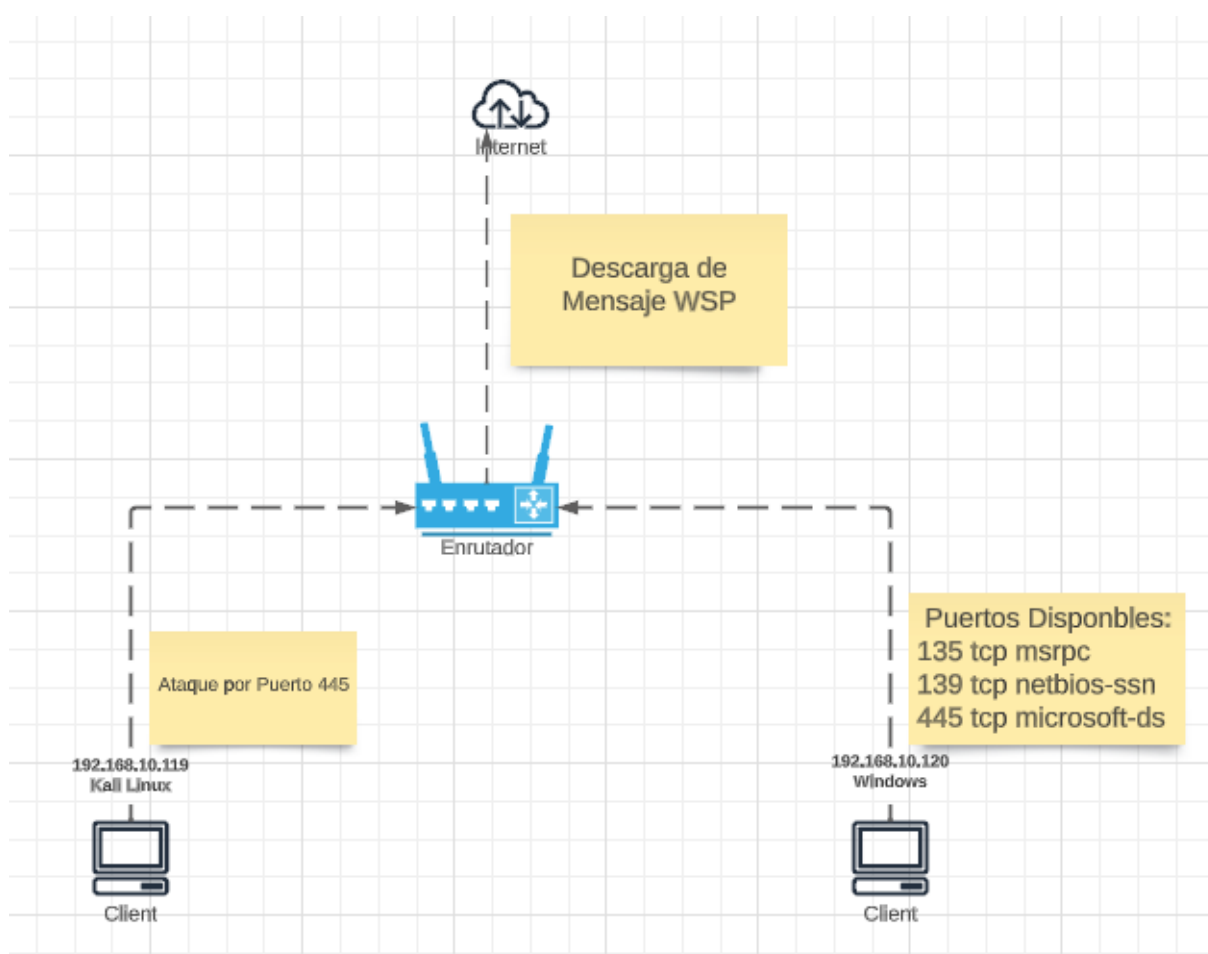 Internet
Descarga de
Mensaje WSP
Enrutador
Ataque por Puerto 445
192.168.10.119
Kali Linux
Client
Puertos Disponbles:
135 tcp msrpc
139 tcp netbios-ssn
445 tcp microsoft-ds
192.168.10.120
Windows
Client